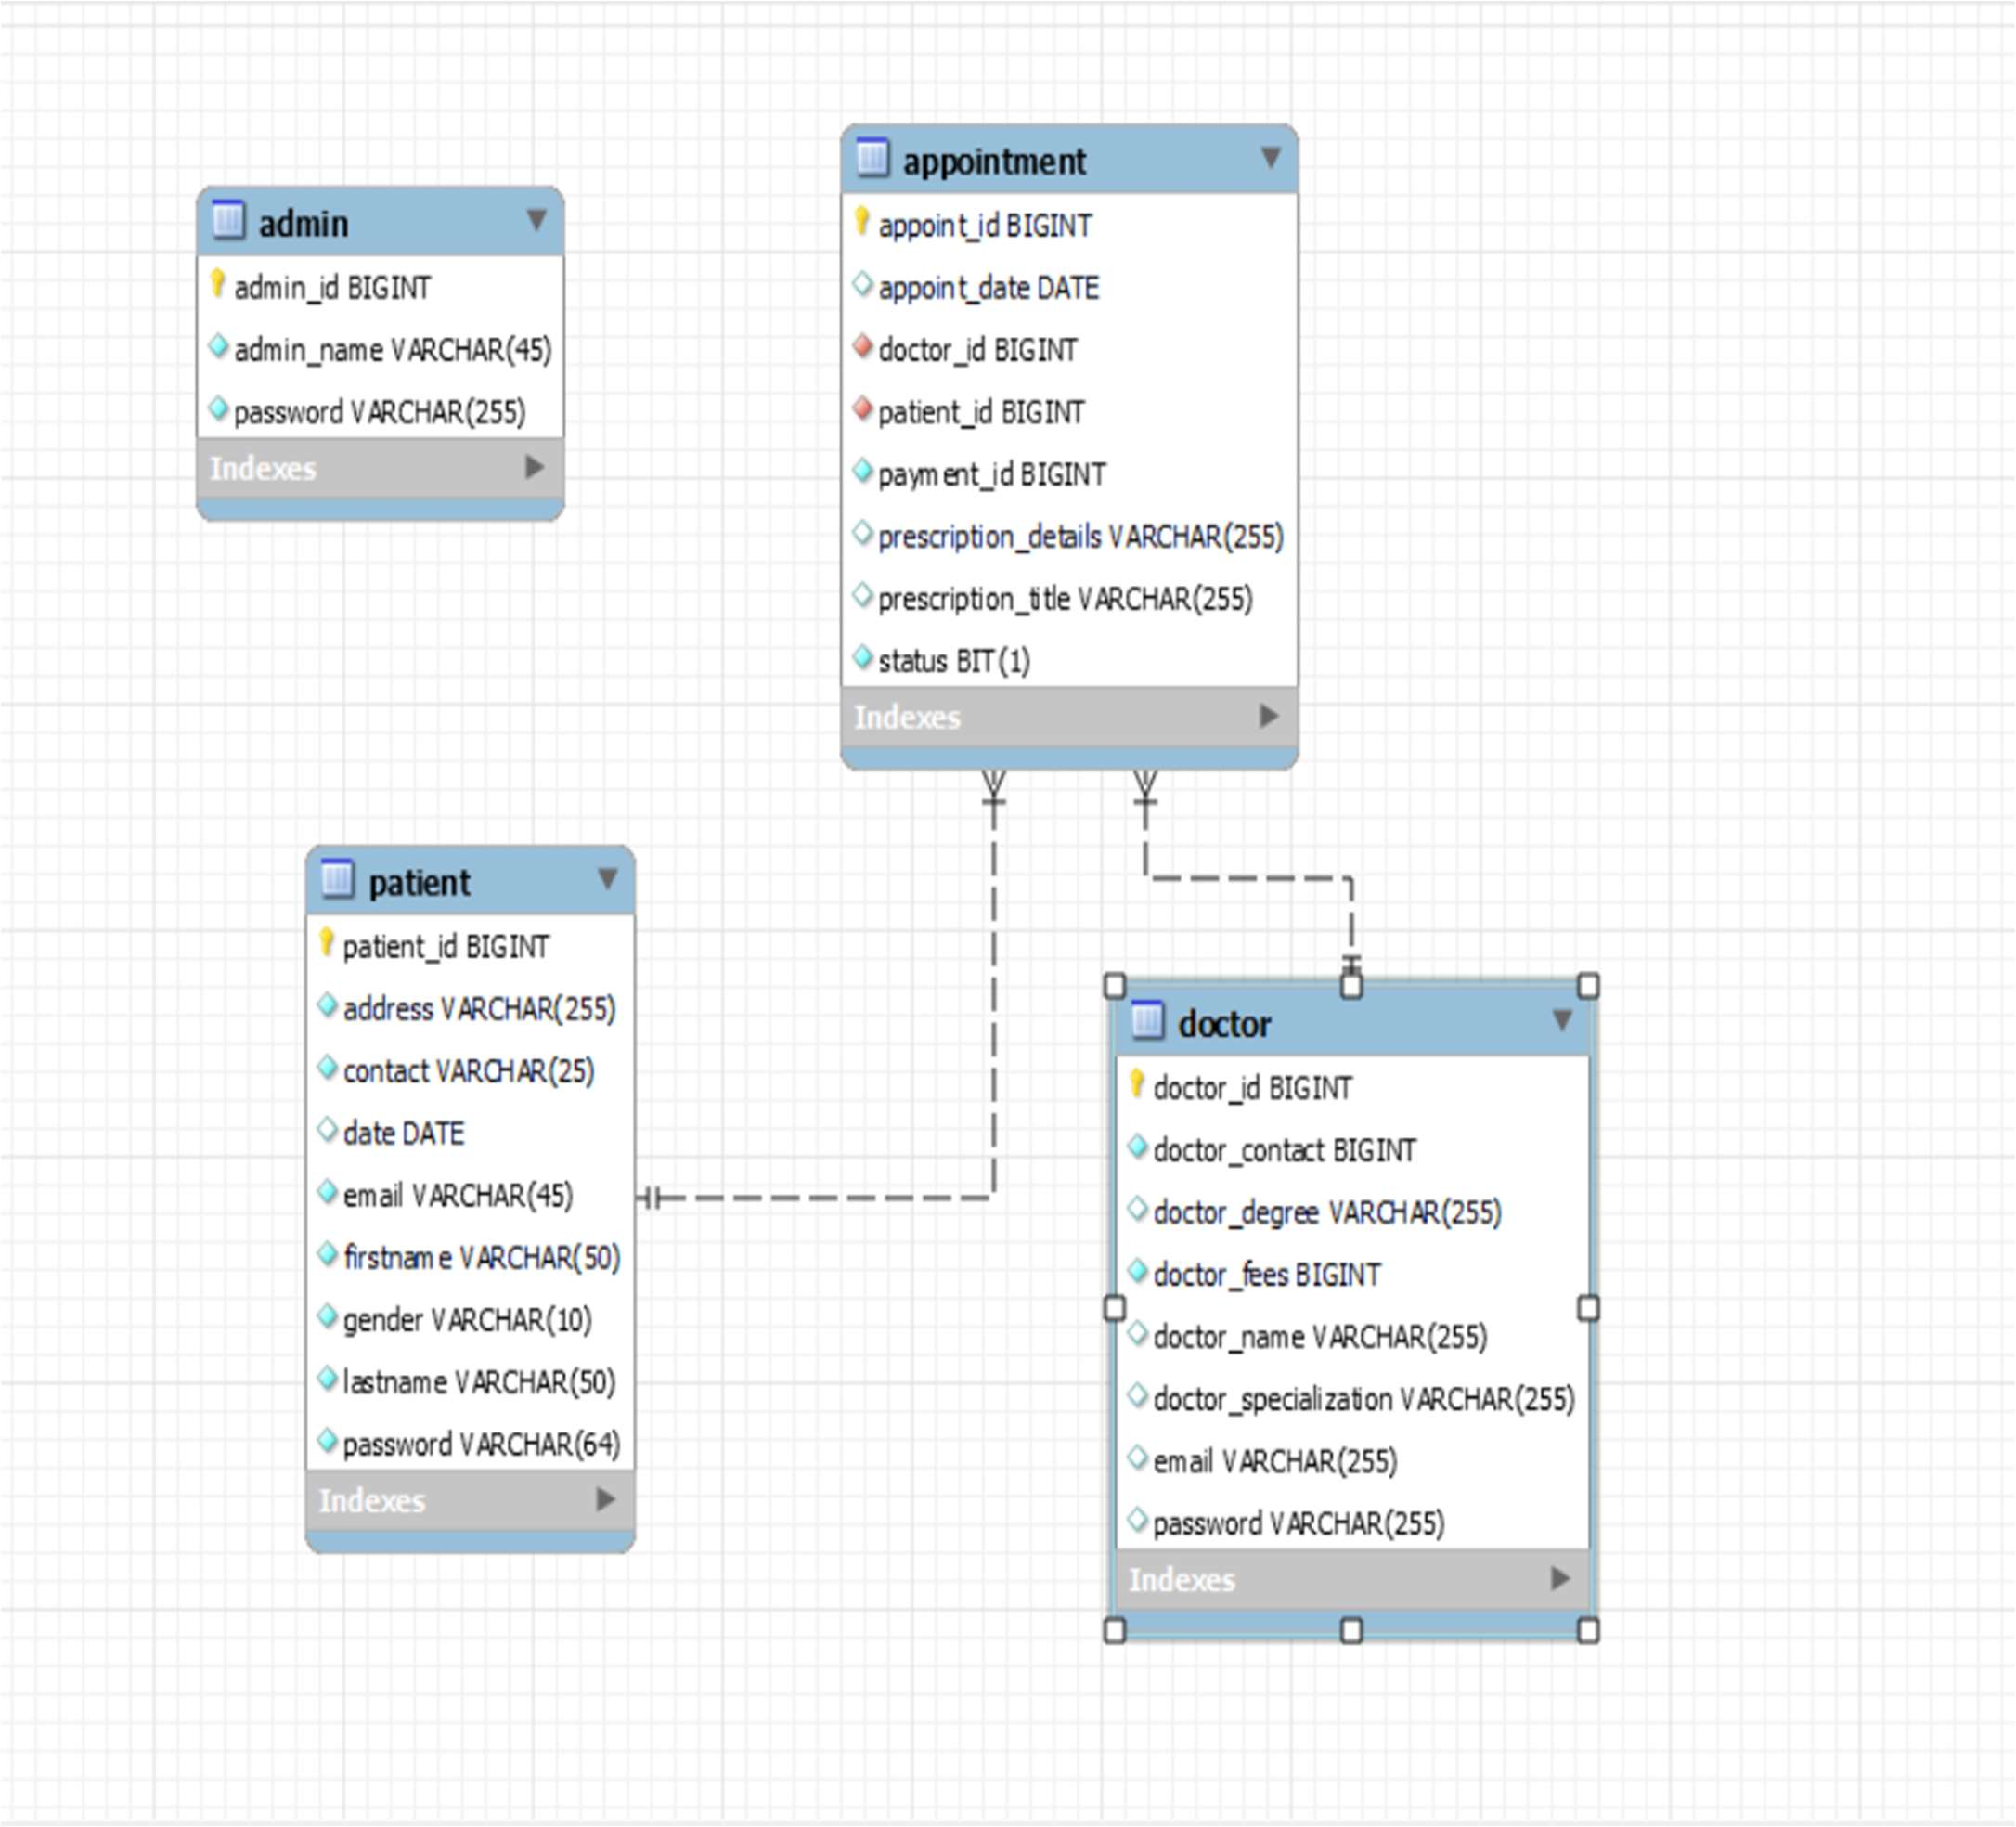 admin
admin_id BIGINT
admin_name VARCHAR(45)
password VARCHAR(255)
Indexes
appointment
appoint_id BIGINT
appoint_date DATE
doctor_id BIGINT
patient_id BIGINT
payment_id BIGINT
prescription_details VARCHAR(255)
prescription_title VARCHAR(255)
status BIT(1)
Indexes
patient
patient_id BIGINT
address VARCHAR(255)
contact VARCHAR(25)
date DATE
email VARCHAR(45)
firstname VARCHAR(50)
gender VARCHAR(10)
lastname VARCHAR(50)
password VARCHAR(64)
Indexes
doctor
doctor_id BIGINT
doctor_contact BIGINT
doctor_degree VARCHAR(255)
doctor_fees BIGINT
doctor_name VARCHAR(255)
doctor_specialization VARCHAR(255)
email VARCHAR(255)
password VARCHAR(255)
Indexes